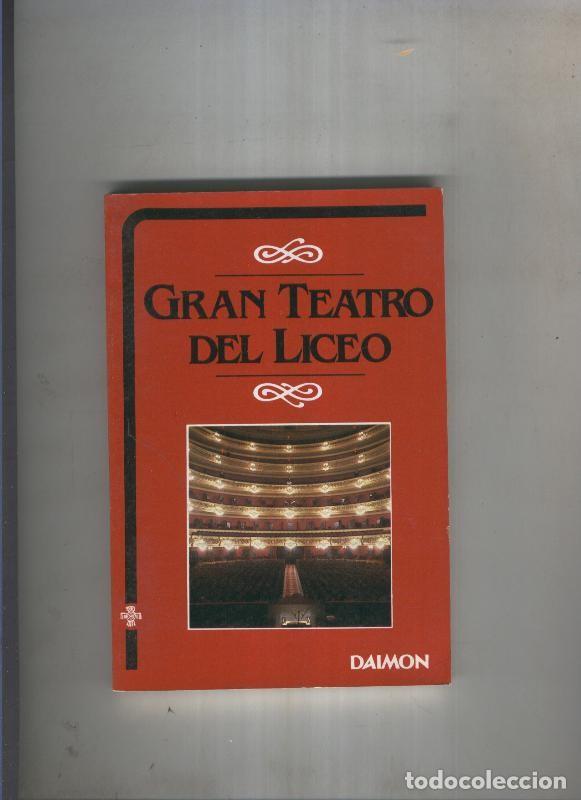 GRAN TEATRO
DEL LICEO
DAIMON
todocoleccion